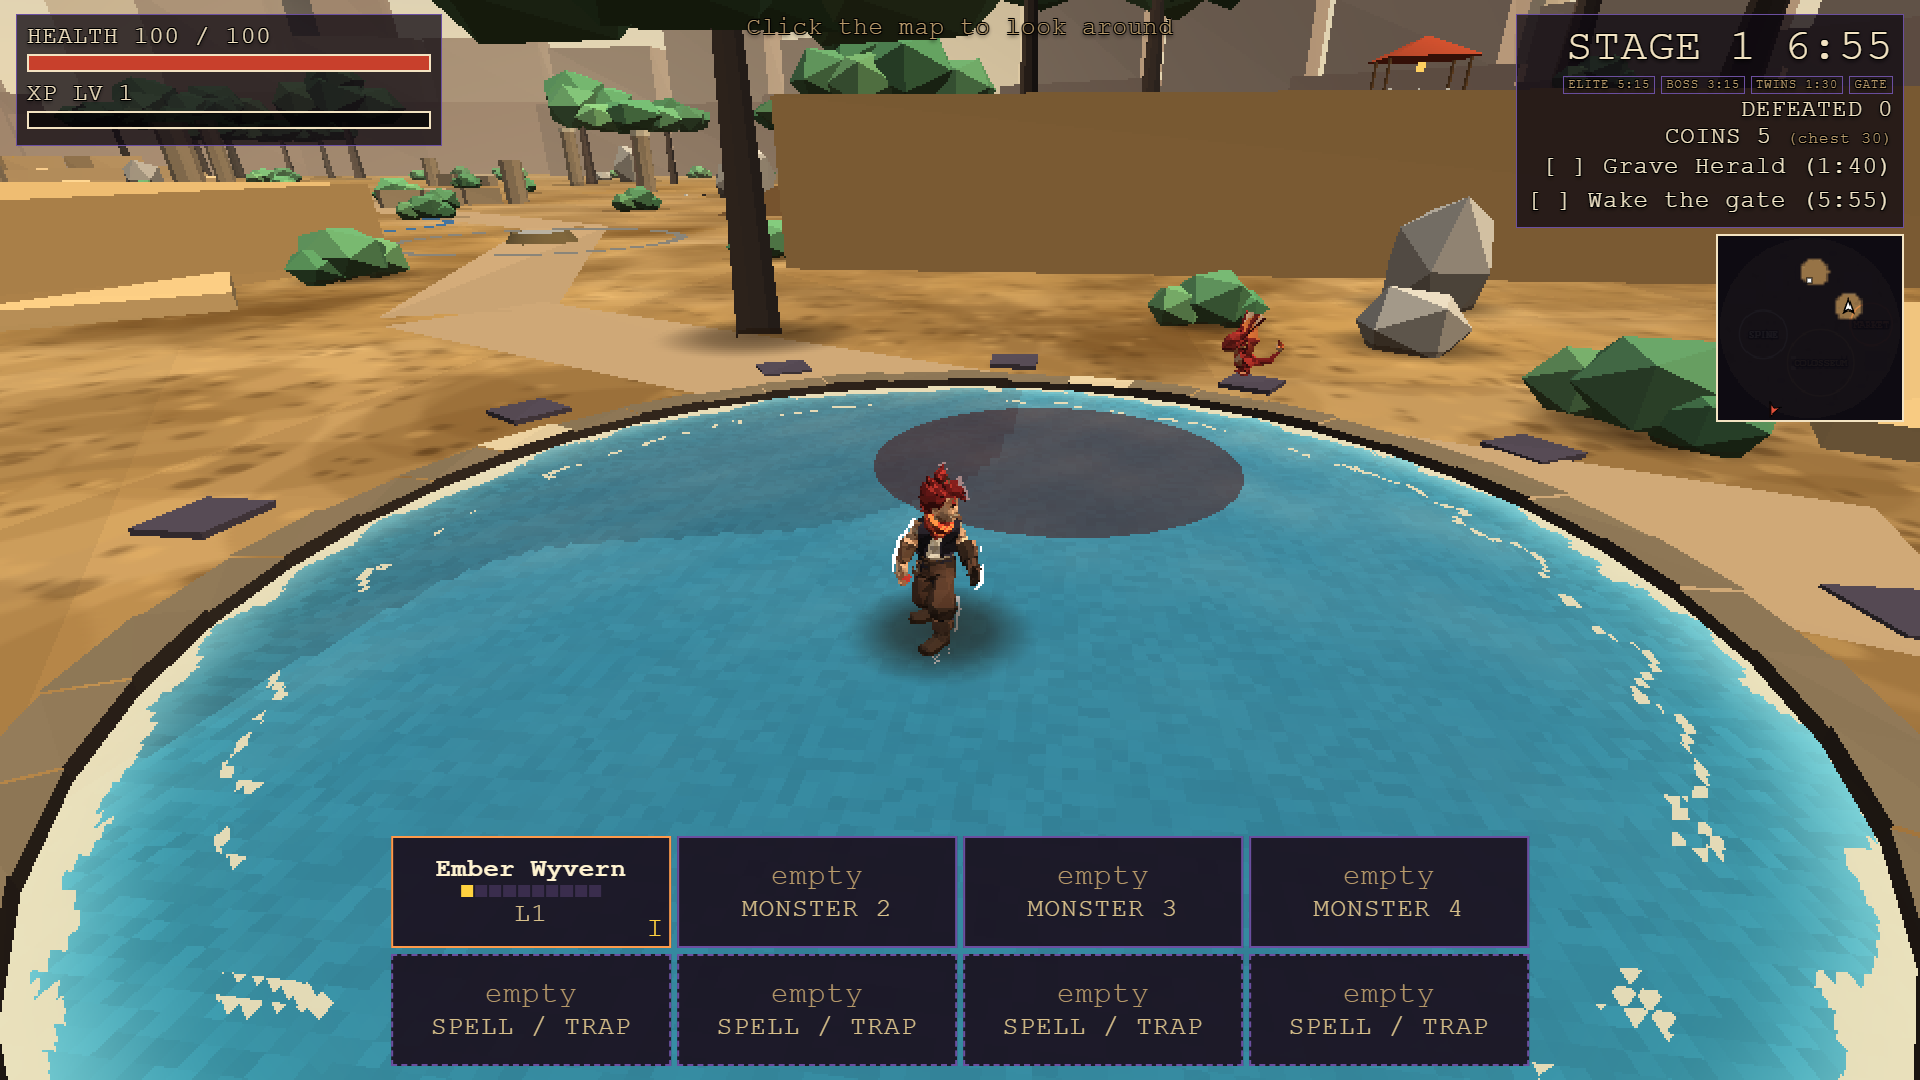 Click the map to look around
HEALTH 100 / 100
XP LV 1
STAGE 1 6:55
ELITE 5:15 BOSS 3:15 TWINS 1:30 GATE
DEFEATED 0
COINS 5 (chest 30)
[ ] Grave Herald (1:40)
[ ] Wake the gate (5:55)
Ember Wyvern
L1
I
empty
MONSTER 2
empty
MONSTER 3
empty
MONSTER 4
empty
SPELL / TRAP
empty
SPELL / TRAP
empty
SPELL / TRAP
empty
SPELL / TRAP